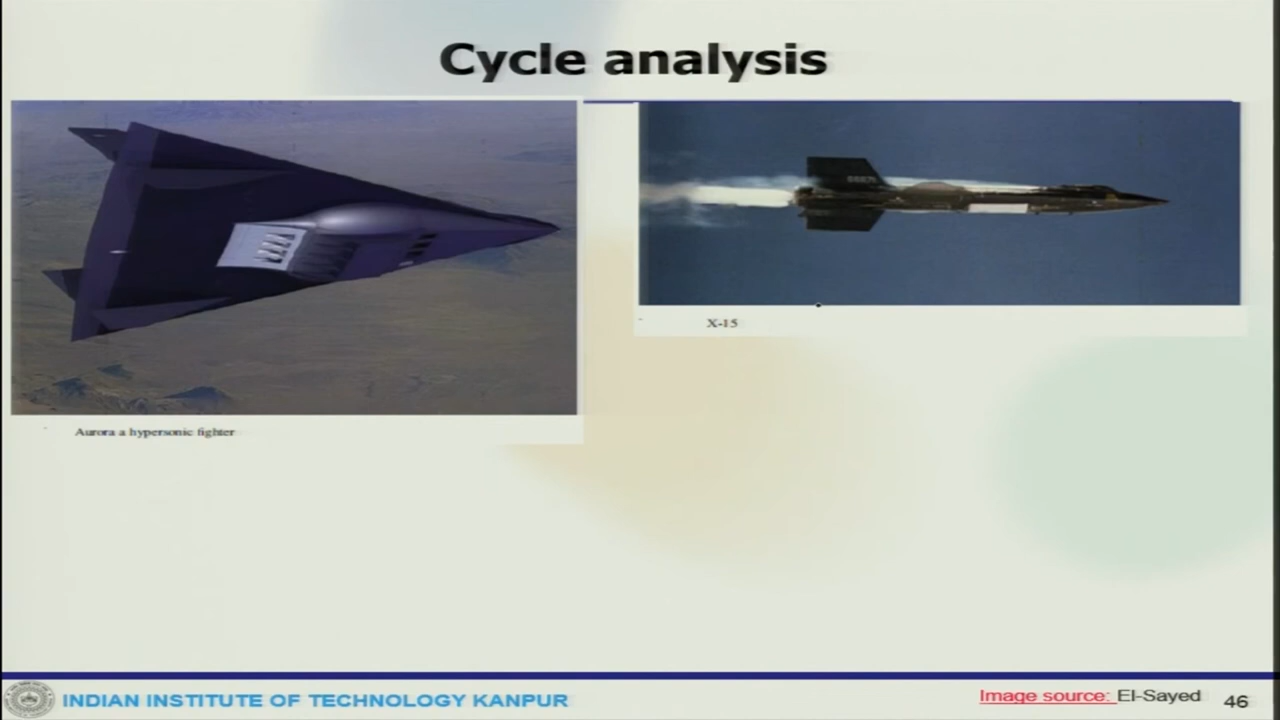 Cycle analysis
X-15
Aurora a hypersonic fighter
INDIAN INSTITUTE OF TECHNOLOGY KANPUR
Image source: El-Sayed
46